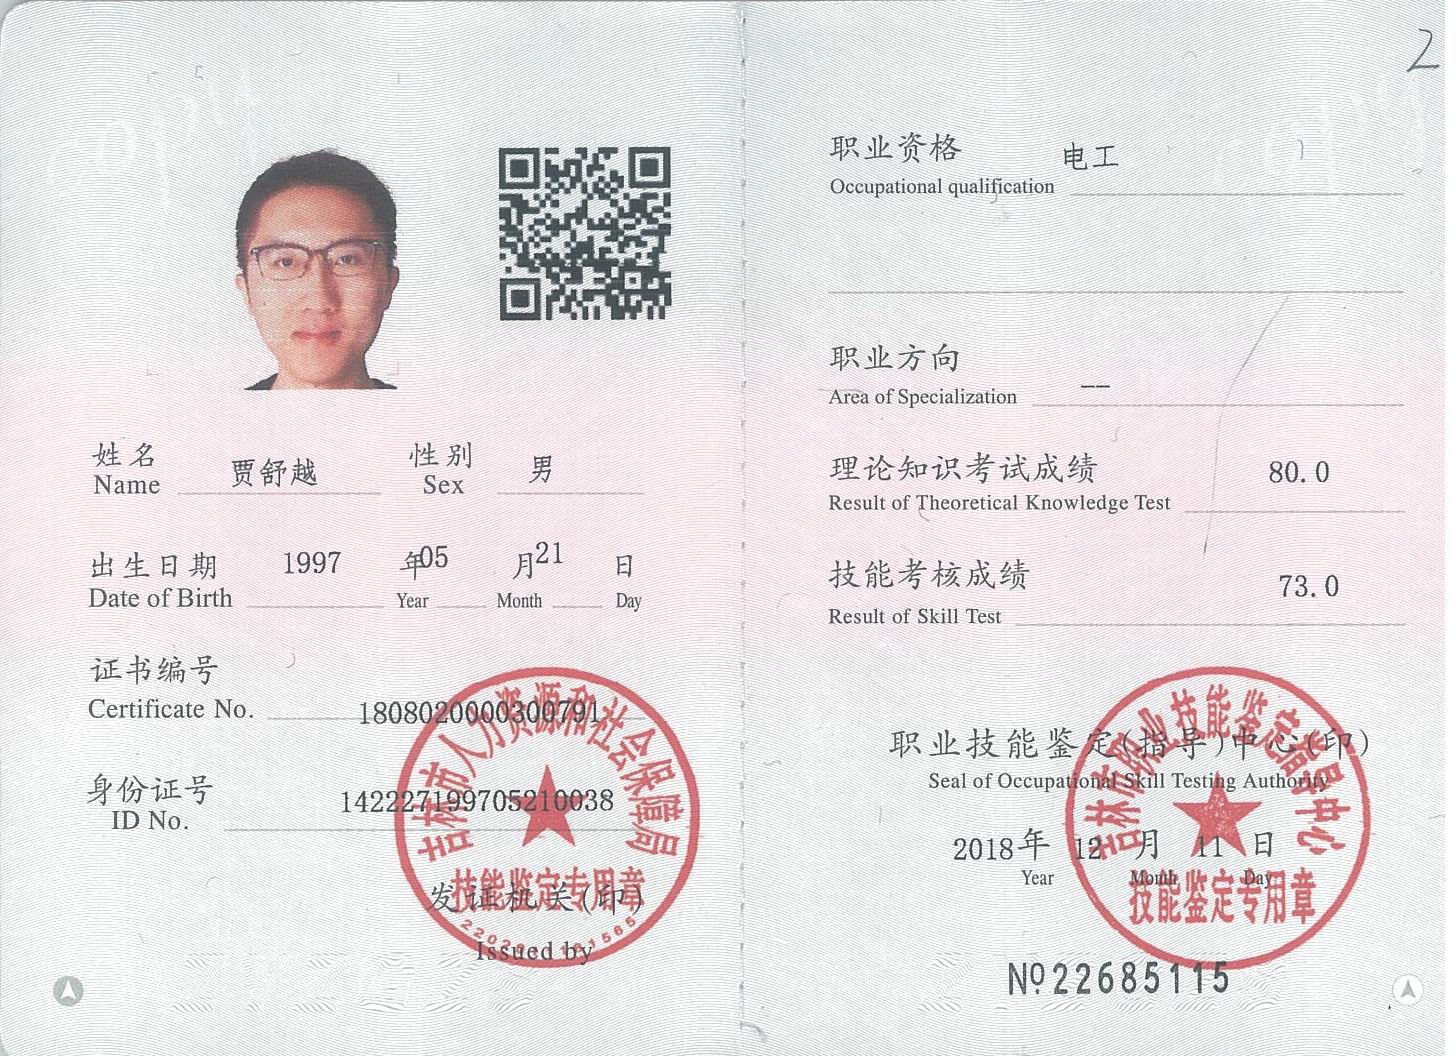 2
姓名 贾舒越 性别 男
Name Sex
出生日期 1997 年 05 月 21 日
Date of Birth Year Month Day
证书编号
Certificate No. 1808020000300791
身份证号 142227199705210038
ID No.
吉林市人力资源和社会保障局
技能鉴定专用章
发证机关(印)
Issued by
职业资格 电工
Occupational qualification
职业方向 —
Area of Specialization
理论知识考试成绩 80.0
Result of Theoretical Knowledge Test
技能考核成绩 73.0
Result of Skill Test
职业技能鉴定(指导)中心(印)
Seal of Occupational Skill Testing Authority
吉林市职业技能鉴定指导中心
2018 年 12 月 11 日
Year Month Day
技能鉴定专用章
Nº 22685115